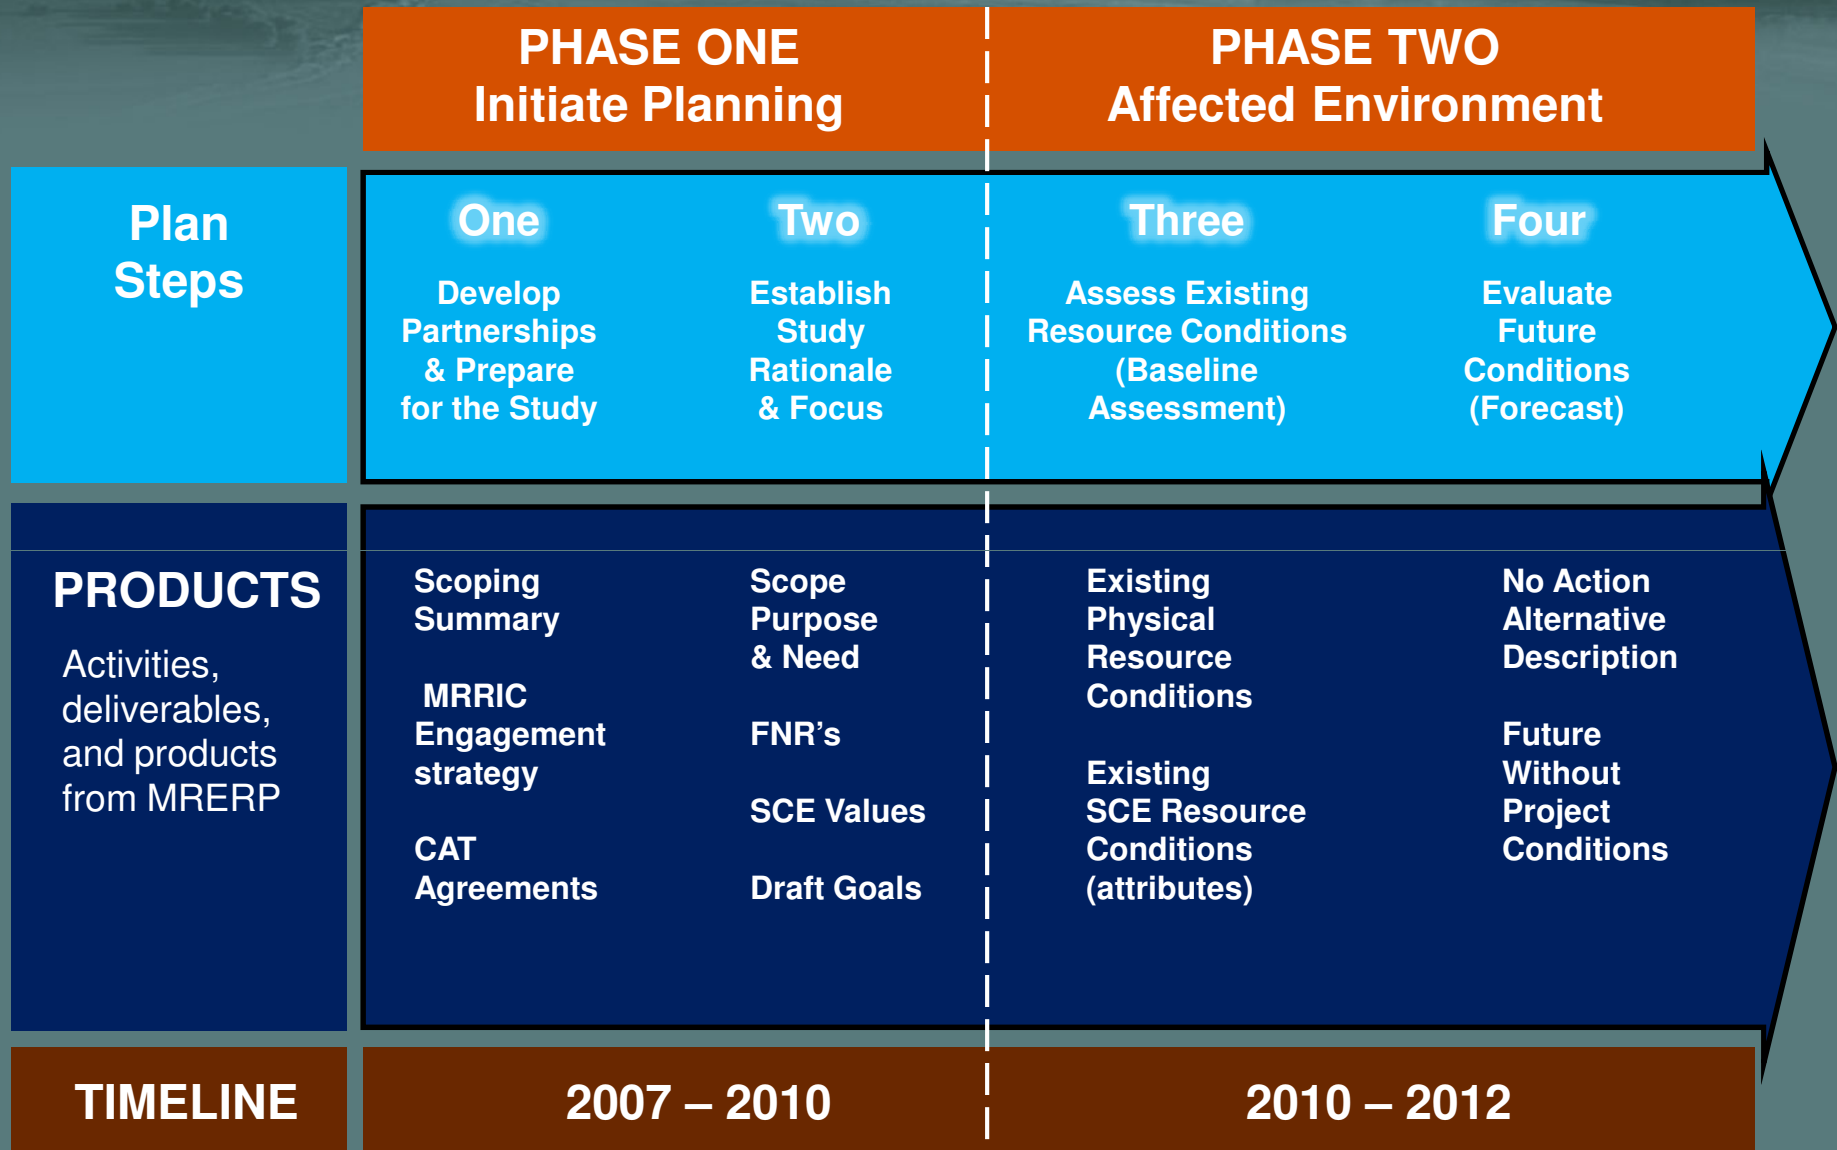 PHASE ONE
Initiate Planning
PHASE TWO
Affected Environment
Plan
Steps
One
Develop
Partnerships
& Prepare
for the Study
Two
Establish
Study
Rationale
& Focus
Three
Assess Existing
Resource Conditions
(Baseline
Assessment)
Four
Evaluate
Future
Conditions
(Forecast)
PRODUCTS
Activities,
deliverables,
and products
from MRERP
Scoping
Summary
MRRIC
Engagement
strategy
CAT
Agreements
Scope
Purpose
& Need
FNR’s
SCE Values
Draft Goals
Existing
Physical
Resource
Conditions
Existing
SCE Resource
Conditions
(attributes)
No Action
Alternative
Description
Future
Without
Project
Conditions
TIMELINE
2007 – 2010
2010 – 2012